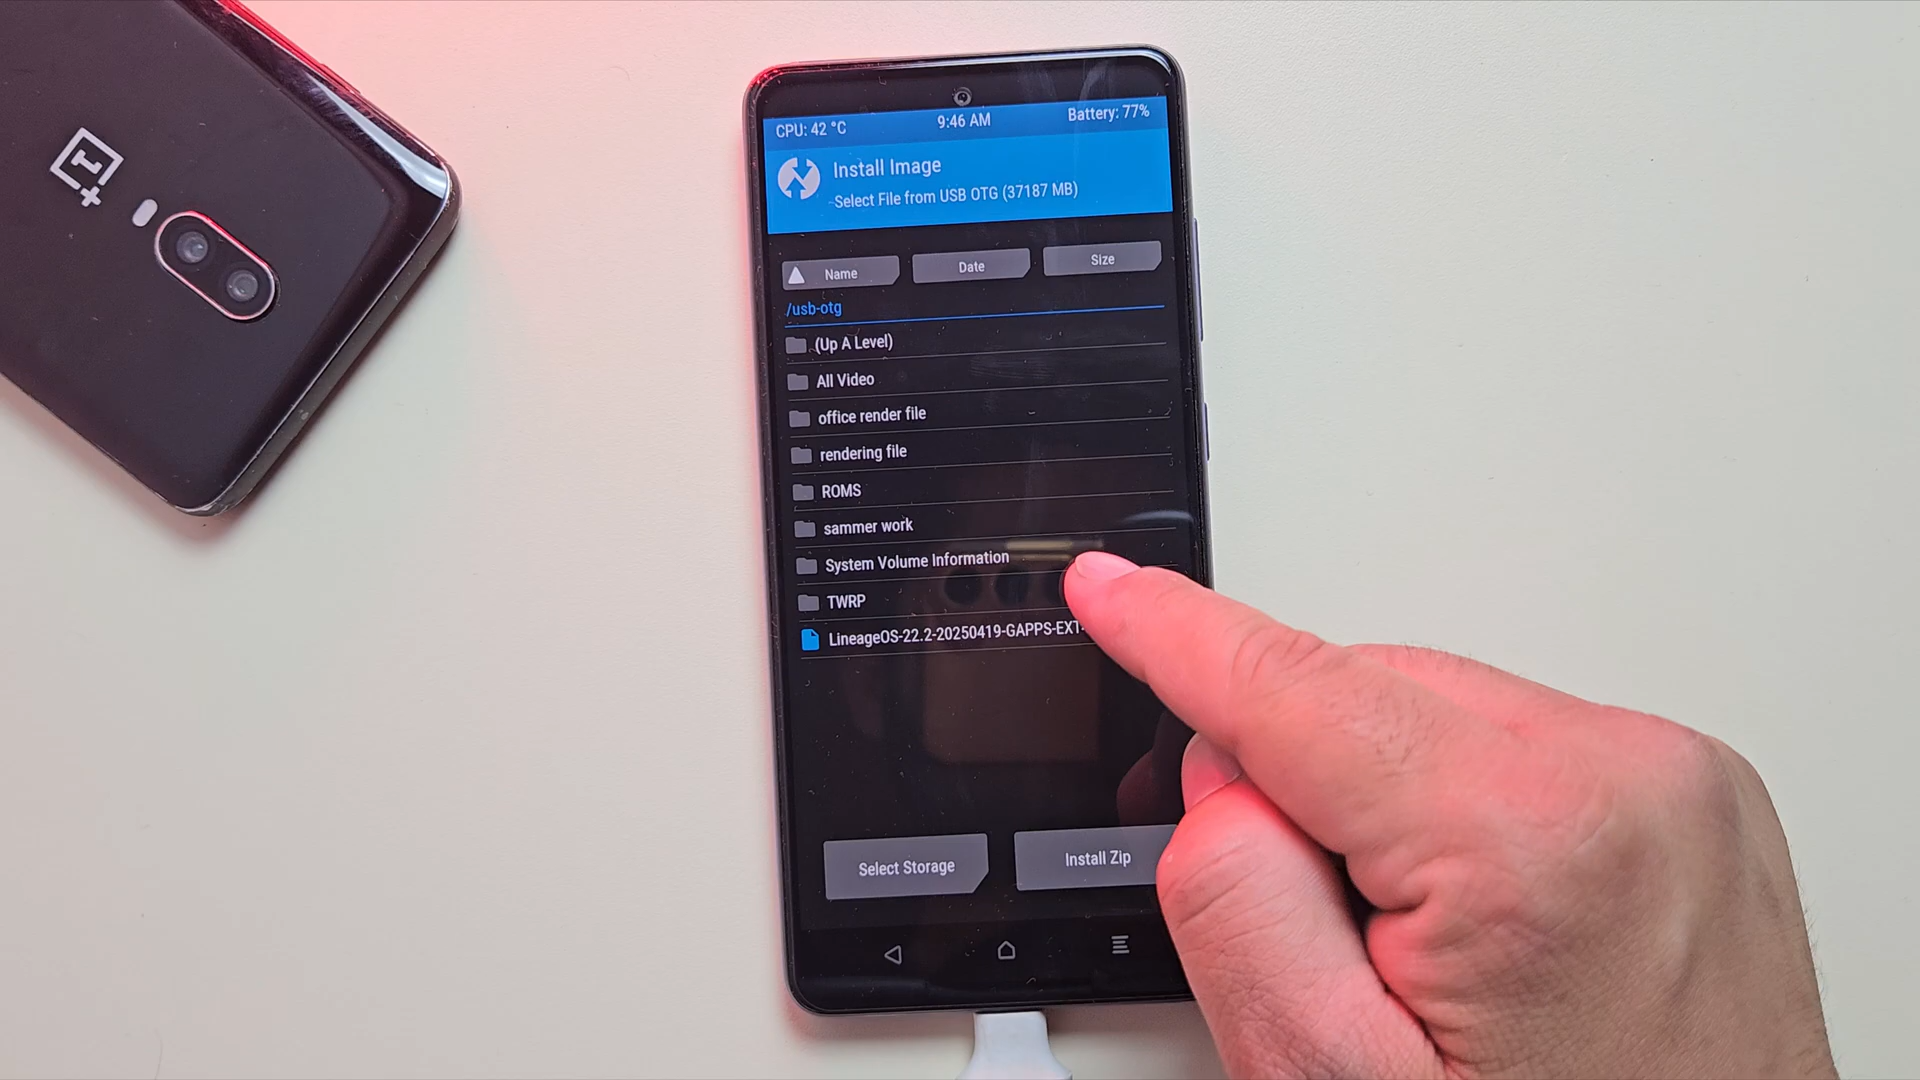 CPU: 42 °C 9:46 AM Battery: 77%
Install Image
Select File from USB OTG (37187 MB)
Name Date Size
/usb-otg
(Up A Level)
All Video
office render file
rendering file
ROMS
sammer work
System Volume Information
TWRP
LineageOS-22.2-20250419-GAPPS-EXT-
Select Storage Install Zip